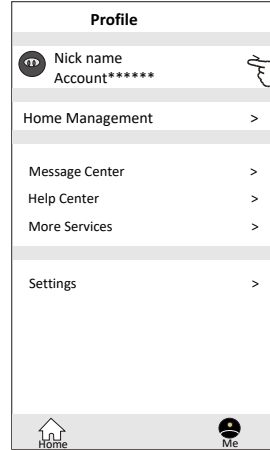 Profile
Nick name
Account******
Home Management >
Message Center >
Help Center >
More Services >
Settings >
Home Me